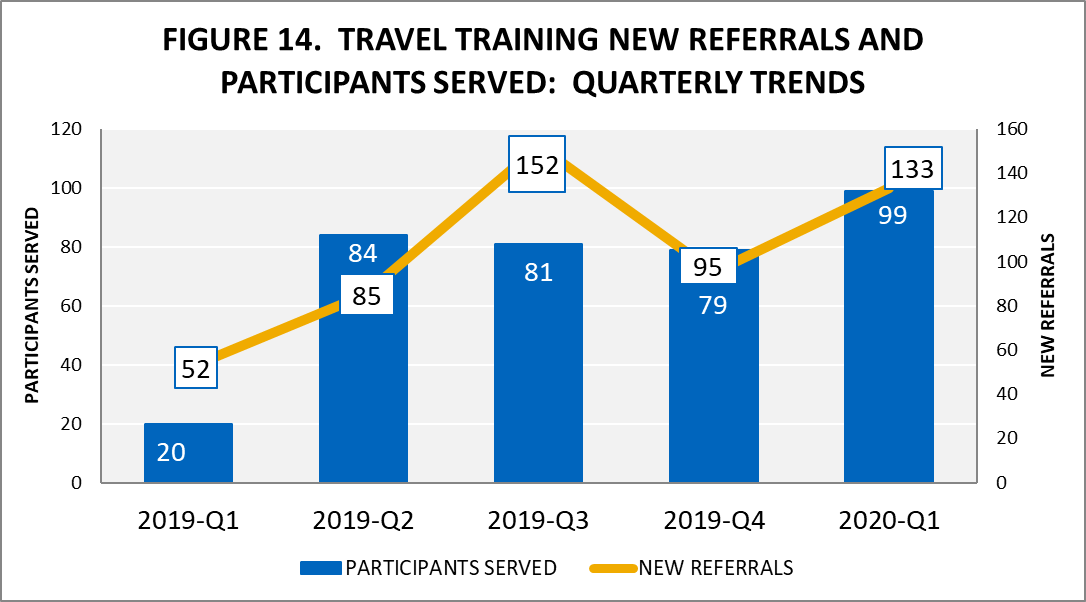 FIGURE 14.  TRAVEL TRAINING NEW REFERRALS AND
PARTICIPANTS SERVED:  QUARTERLY TRENDS
PARTICIPANTS SERVED
120
100
80
60
40
20
0
52
85
152
95
133
20
84
81
79
99
160
140
120
100
80
60
40
20
0
NEW REFERRALS
2019-Q1
2019-Q2
2019-Q3
2019-Q4
2020-Q1
PARTICIPANTS SERVED
NEW REFERRALS